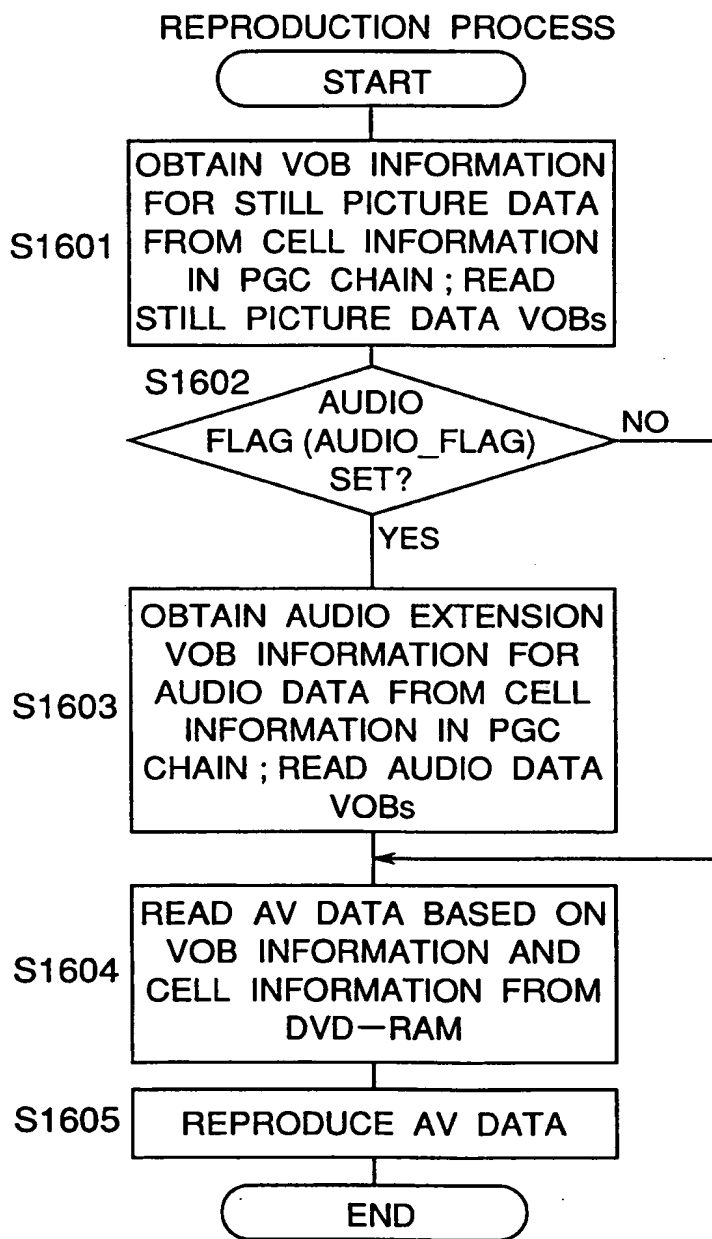 REPRODUCTION PROCESS
START
S1601
OBTAIN VOB INFORMATION
FOR STILL PICTURE DATA
FROM CELL INFORMATION
IN PGC CHAIN ; READ
STILL PICTURE DATA VOBs
S1602
AUDIO
FLAG (AUDIO_FLAG)
SET?
NO
YES
S1603
OBTAIN AUDIO EXTENSION
VOB INFORMATION FOR
AUDIO DATA FROM CELL
INFORMATION IN PGC
CHAIN ; READ AUDIO DATA
VOBs
S1604
READ AV DATA BASED ON
VOB INFORMATION AND
CELL INFORMATION FROM
DVD-RAM
S1605
REPRODUCE AV DATA
END